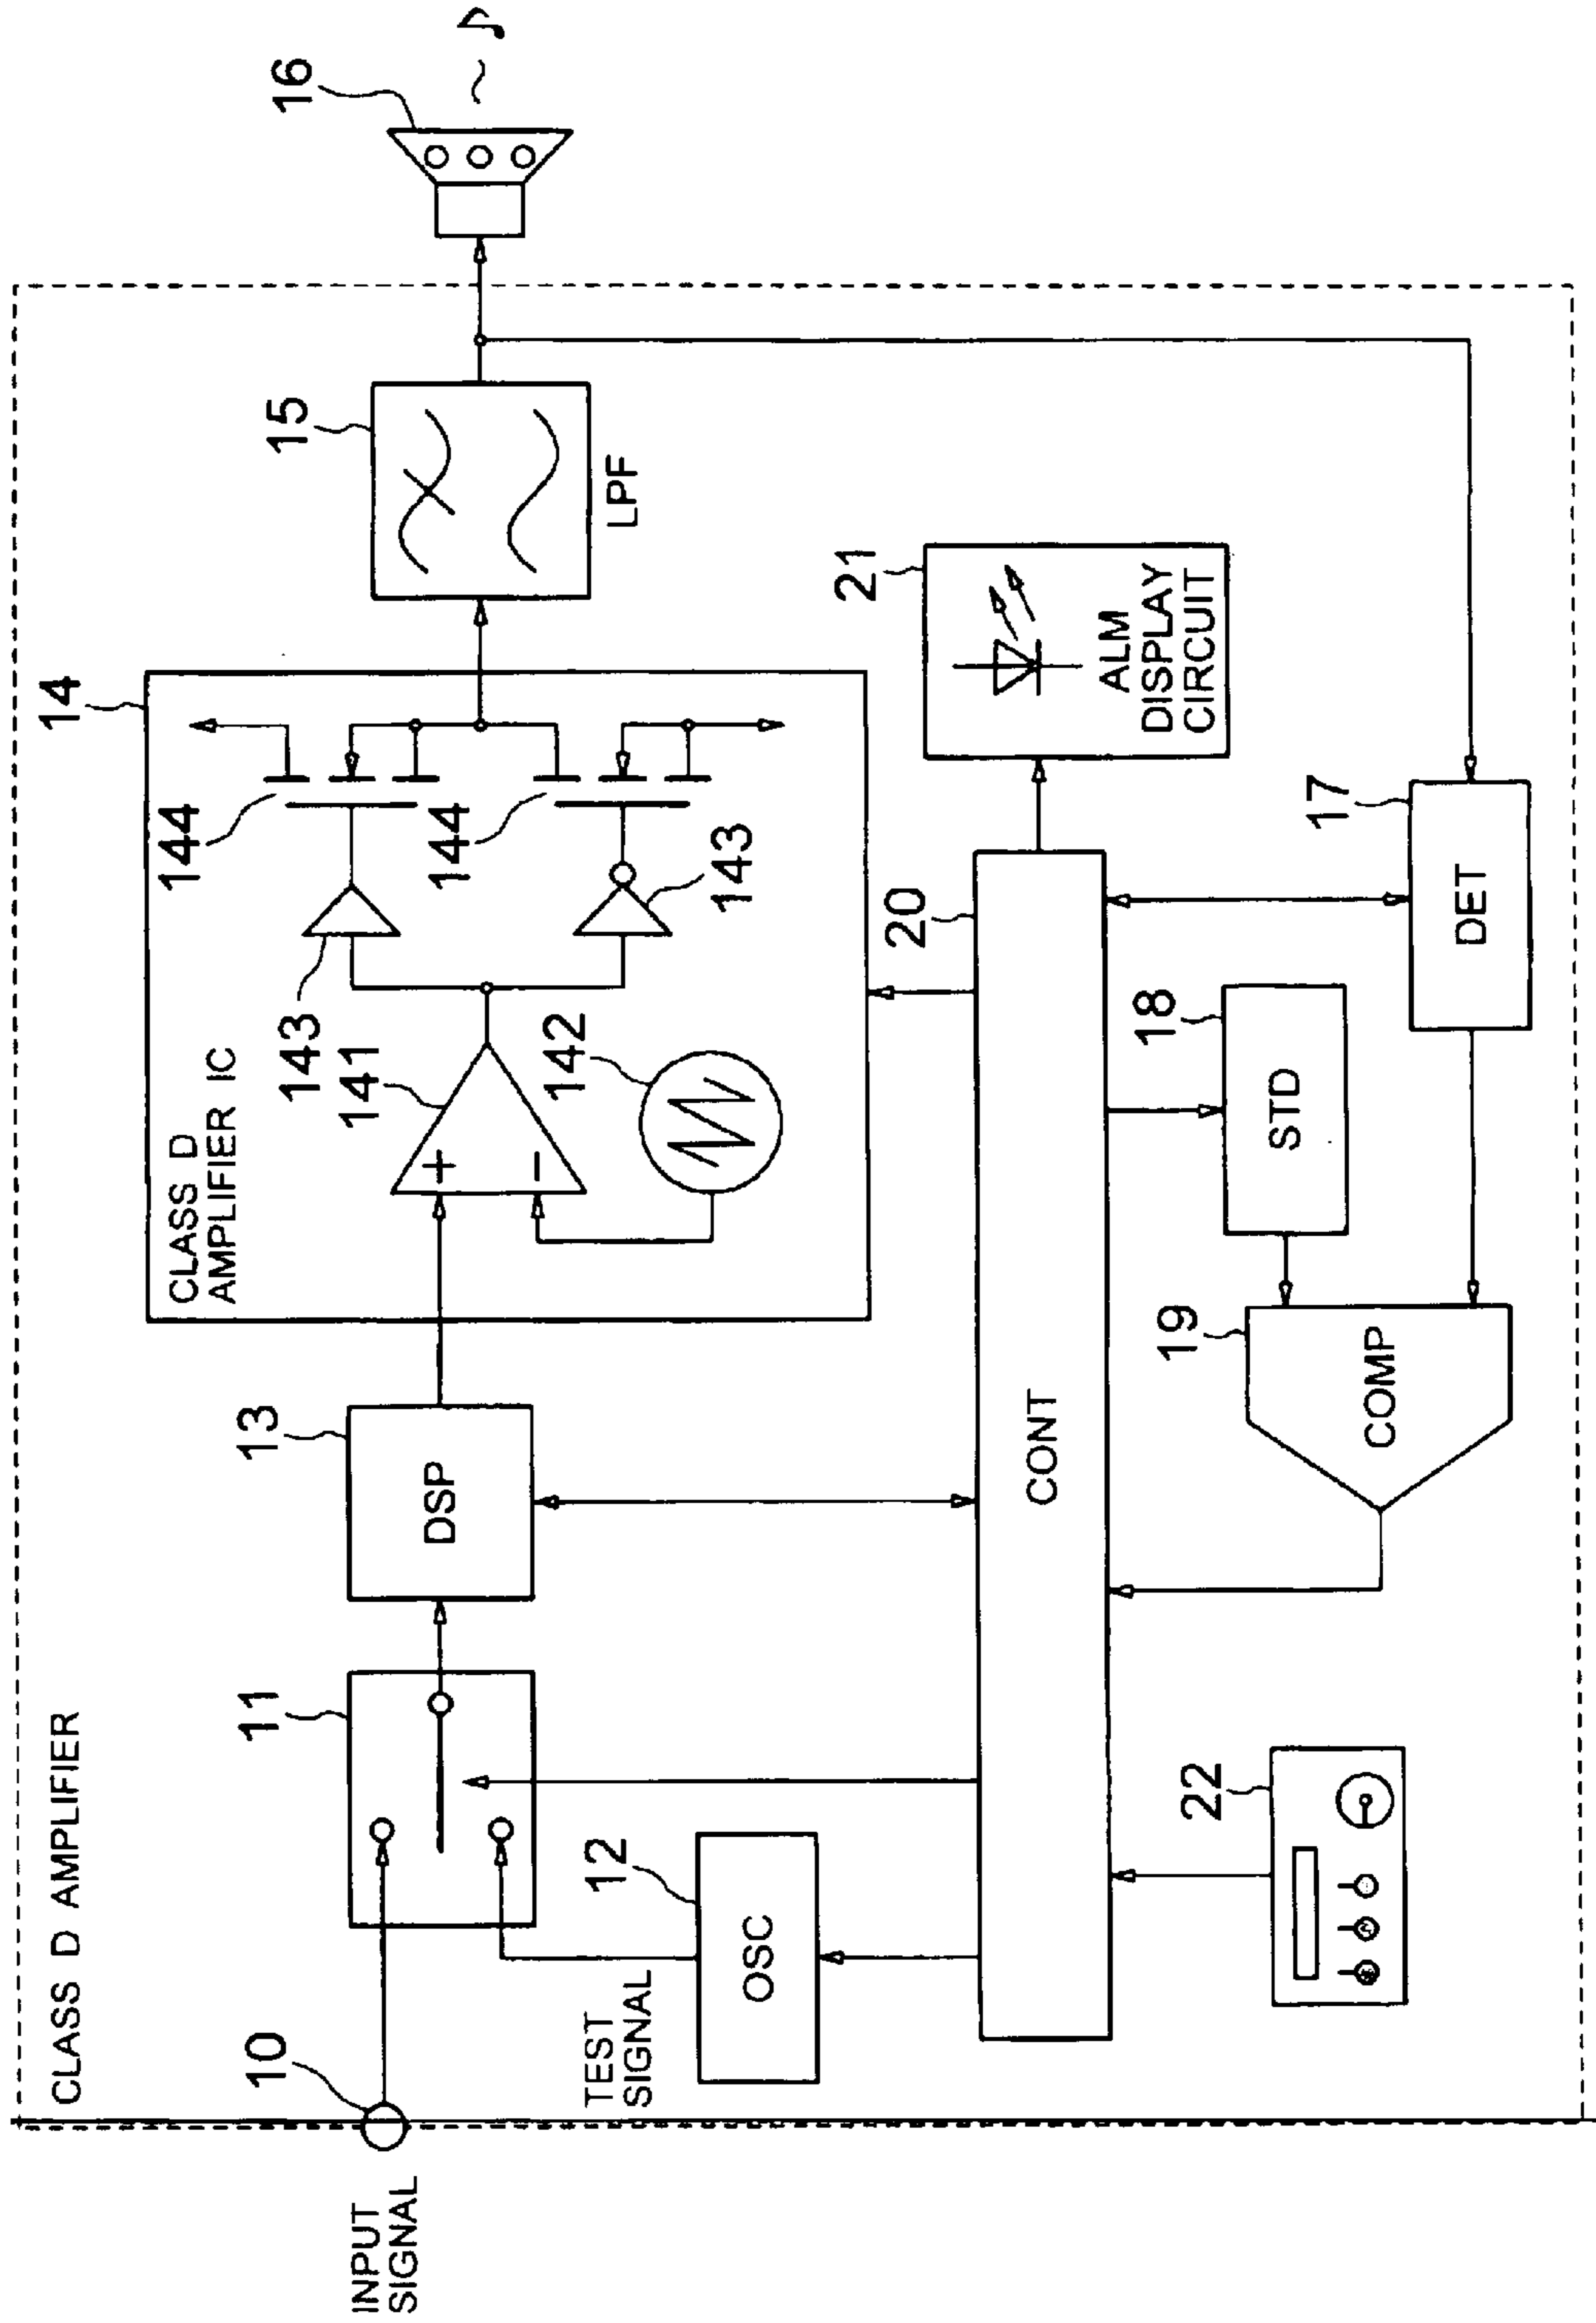 CLASS D AMPLIFIER
INPUT
SIGNAL
10
11
TEST
SIGNAL
12
OSC
13
DSP
14
CLASS D
AMPLIFIER IC
141
+
-
142
143
143
144
144
15
LPF
16
♪
20
CONT
21
ALM
DISPLAY
CIRCUIT
22
19
COMP
18
STD
17
DET